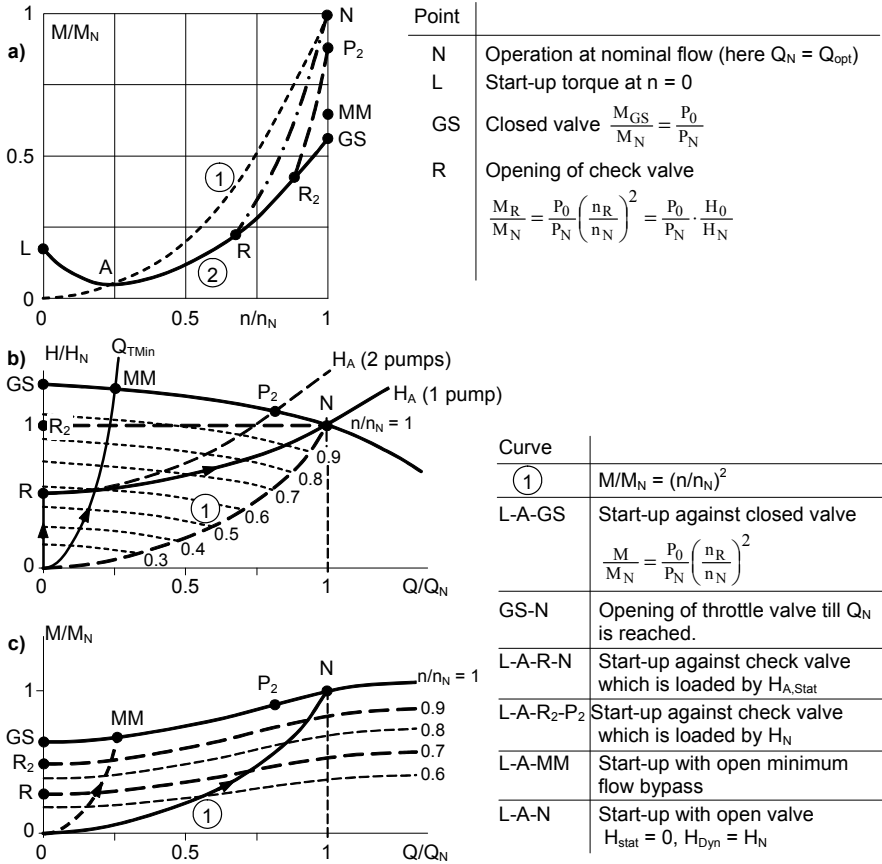 a)
1
M/M_N
N
P₂
MM
GS
0.5
1
R₂
L
A
R
2
0
0
0.5
n/n_N
1
Point
N Operation at nominal flow (here Q_N = Q_opt)
L Start-up torque at n = 0
GS Closed valve M_GS/M_N = P_0/P_N
R Opening of check valve
M_R/M_N = P_0/P_N (n_R/n_N)² = P_0/P_N · H_0/H_N
b)
H/H_N
Q_TMin
H_A (2 pumps)
GS
MM
P₂
N
H_A (1 pump)
1
R₂
n/n_N = 1
0.9
0.8
R
0.7
1
0.6
0.5
0.4
0.3
0
0
0.5
1
Q/Q_N
c)
M/M_N
N
n/n_N = 1
1
P₂
MM
0.9
GS
0.8
R₂
0.7
R
0.6
1
0
0
0.5
1
Q/Q_N
Curve
1 M/M_N = (n/n_N)²
L-A-GS Start-up against closed valve
M/M_N = P_0/P_N (n_R/n_N)²
GS-N Opening of throttle valve till Q_N
is reached.
L-A-R-N Start-up against check valve
which is loaded by H_A,Stat
L-A-R₂-P₂ Start-up against check valve
which is loaded by H_N
L-A-MM Start-up with open minimum
flow bypass
L-A-N Start-up with open valve
H_stat = 0, H_Dyn = H_N